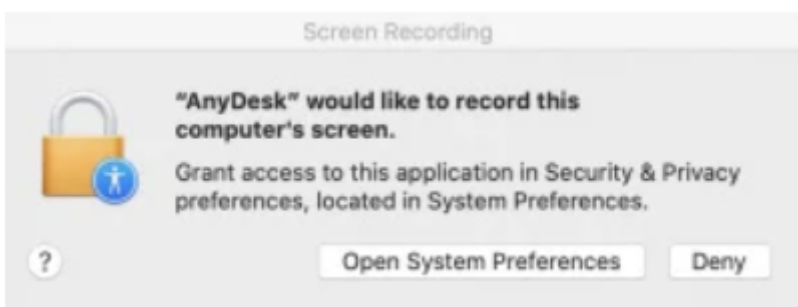 Screen Recording
"AnyDesk" would like to record this
computer's screen.
Grant access to this application in Security & Privacy
preferences, located in System Preferences.
?
Open System Preferences
Deny